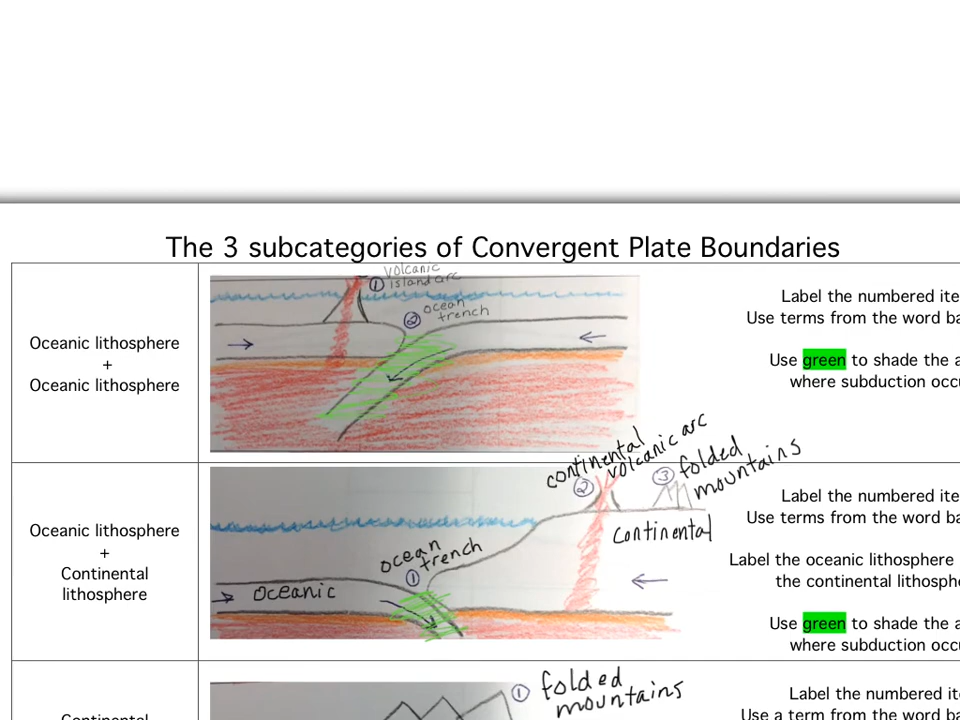 The 3 subcategories of Convergent Plate Boundaries
Oceanic lithosphere
+
Oceanic lithosphere
① volcanic
island arc
② ocean
trench
Label the numbered ite
Use terms from the word ba
Use green to shade the a
where subduction occu
Oceanic lithosphere
+
Continental
lithosphere
continental
② volcanic arc
③ folded
mountains
continental
ocean
trench
①
oceanic
Label the numbered ite
Use terms from the word ba
Label the oceanic lithosphere
the continental lithosphe
Use green to shade the a
where subduction occu
Continental
① folded
mountains
Label the numbered ite
Use a term from the word ba